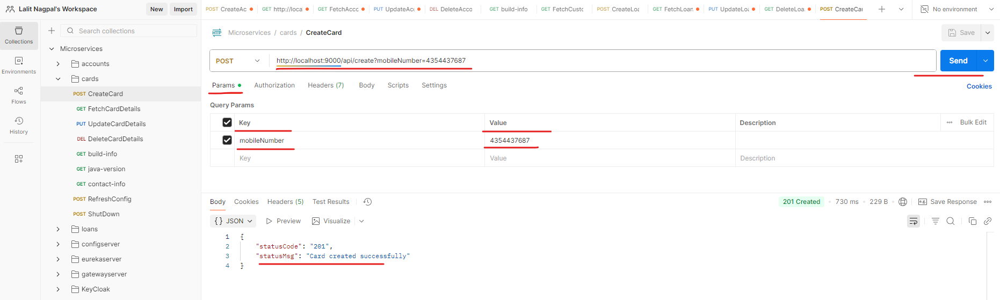 Lalit Nagpal's Workspace New Import
POST CreateAc GET http://loca GET FetchAccc PUT UpdateAcc DEL DeleteAcco GET build-info GET FetchCusto POST CreateLoa GET FetchLoan PUT UpdateLoa GET DeleteLoa. POST CreateCar No environment
Collections
Environments
Flows
History
Search collections
Microservices
accounts
cards
POST CreateCard
GET FetchCardDetails
PUT UpdateCardDetails
DEL DeleteCardDetails
GET build-info
GET java-version
GET contact-info
POST RefreshConfig
POST ShutDown
loans
configserver
eurekaserver
gatewayserver
KeyCloak
HTTP Microservices / cards / CreateCard Save
POST http://localhost:9000/api/create?mobileNumber=4354437687 Send
Params Authorization Headers (7) Body Scripts Settings Cookies
Query Params
Key Value Description Bulk Edit
mobileNumber 4354437687
Key Value Description
Body Cookies Headers (5) Test Results 201 Created 730 ms 229 B e.g. Save Response
{} JSON Preview Visualize
1 {
2 "statusCode": "201",
3 "statusMsg": "Card created successfully"
4 }